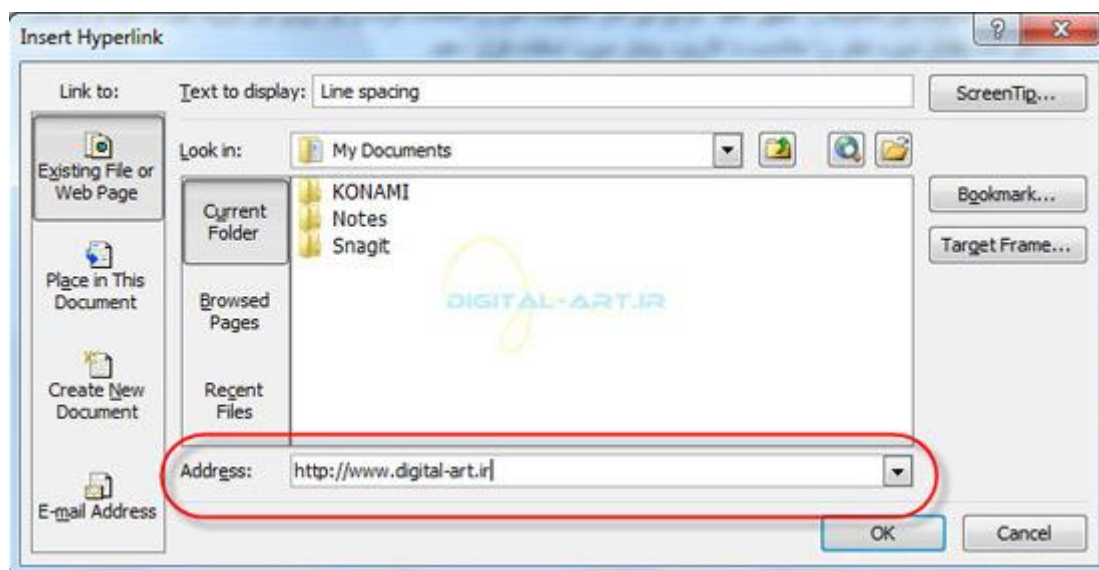 Insert Hyperlink
Link to:
Text to display: Line spacing
ScreenTip...
Existing File or
Web Page
Look in: My Documents
Current
Folder
KONAMI
Notes
Snagit
Bookmark...
Target Frame...
Place in This
Document
Browsed
Pages
DIGITAL-ART.IR
Create New
Document
Recent
Files
Address: http://www.digital-art.ir
E-mail Address
OK Cancel